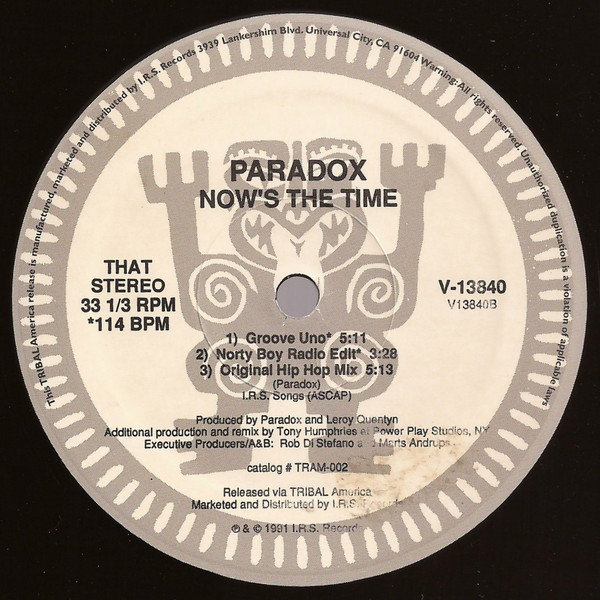 This TRIBAL America release is manufactured, marketed and distributed by I.R.S. Records 3939 Lankershim Blvd. Universal City, CA 91604 Warning: All rights reserved. Unauthorized duplication is a violation of applicable laws
PARADOX
NOW'S THE TIME
THAT
STEREO
33 1/3 RPM
*114 BPM
V-13840
V13840B
1) Groove Uno* 5:11
2) Norty Boy Radio Edit* 3:28
3) Original Hip Hop Mix 5:13
(Paradox)
I.R.S. Songs (ASCAP)
Produced by Paradox and Leroy Quentyn
Additional production and remix by Tony Humphries at Power Play Studios, NY
Executive Producers/A&B: Rob Di Stefano and Marts Andrups
catalog # TRAM-002
Released via TRIBAL America
Marketed and Distributed by I.R.S. Records
℗ & © 1991 I.R.S. Records